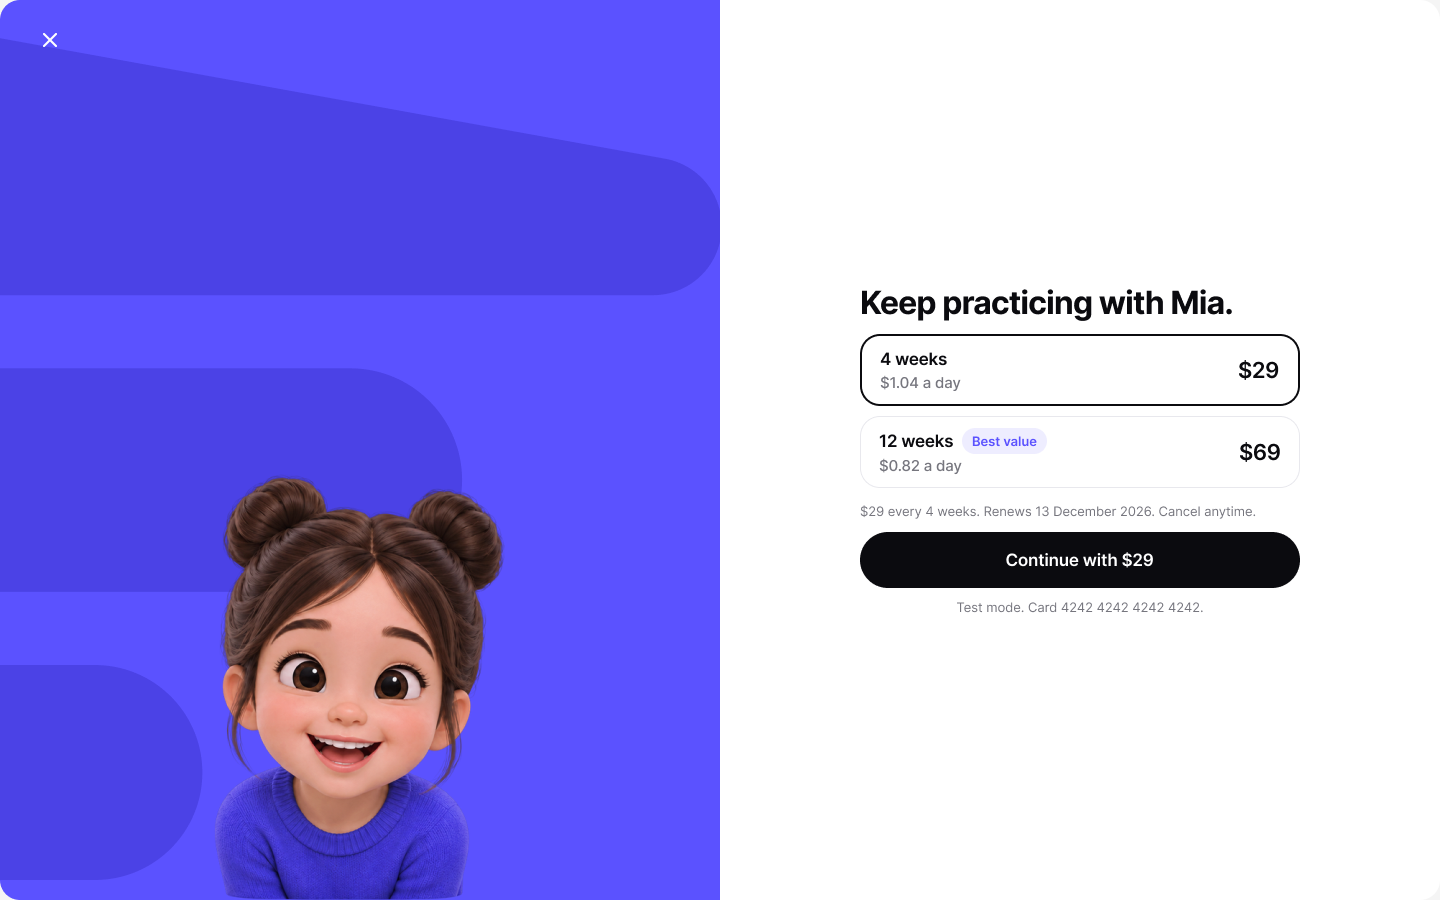 Keep practicing with Mia.
4 weeks
$1.04 a day
$29
12 weeks Best value
$0.82 a day
$69
$29 every 4 weeks. Renews 13 December 2026. Cancel anytime.
Continue with $29
Test mode. Card 4242 4242 4242 4242.